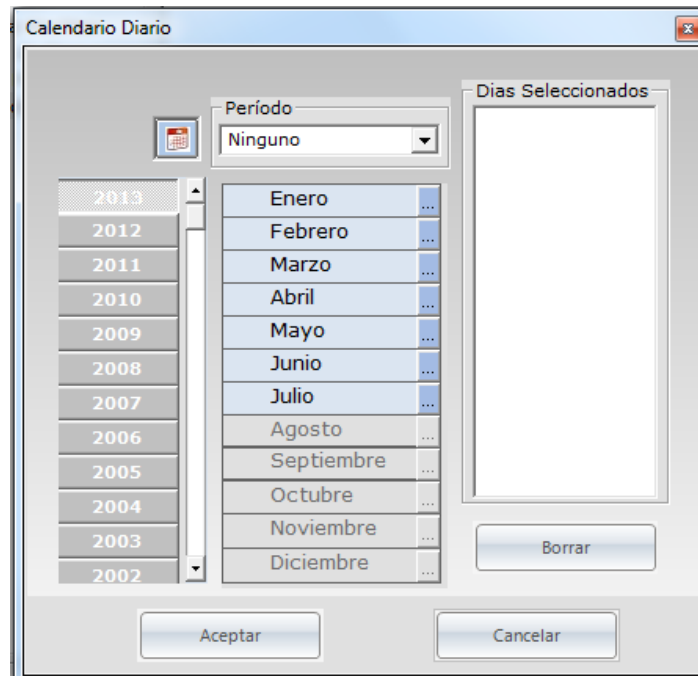 Calendario Diario
Período
Ninguno
2013
2012
2011
2010
2009
2008
2007
2006
2005
2004
2003
2002
Enero ...
Febrero ...
Marzo ...
Abril ...
Mayo ...
Junio ...
Julio ...
Agosto ...
Septiembre ...
Octubre ...
Noviembre ...
Diciembre ...
Dias Seleccionados
Borrar
Aceptar
Cancelar